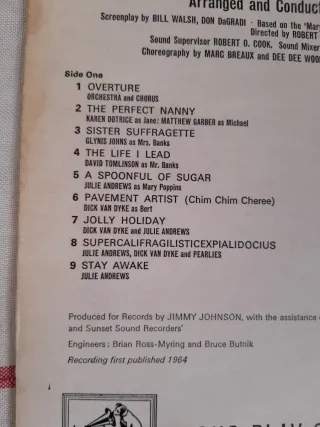 Arranged and Conduct
Screenplay by BILL WALSH, DON DaGRADI · Based on the 'Mar
Directed by ROBERT
Sound Supervisor ROBERT O. COOK, Sound Mixer
Choreography by MARC BREAUX and DEE DEE WOO
Side One
1 OVERTURE
ORCHESTRA and CHORUS
2 THE PERFECT NANNY
KAREN DOTRICE as Jane: MATTHEW GARBER as Michael
3 SISTER SUFFRAGETTE
GLYNIS JOHNS as Mrs. Banks
4 THE LIFE I LEAD
DAVID TOMLINSON as Mr. Banks
5 A SPOONFUL OF SUGAR
JULIE ANDREWS as Mary Poppins
6 PAVEMENT ARTIST (Chim Chim Cheree)
DICK VAN DYKE as Bert
7 JOLLY HOLIDAY
DICK VAN DYKE and JULIE ANDREWS
8 SUPERCALIFRAGILISTICEXPIALIDOCIUS
JULIE ANDREWS, DICK VAN DYKE and PEARLIES
9 STAY AWAKE
JULIE ANDREWS
Produced for Records by JIMMY JOHNSON, with the assistance o
and Sunset Sound Recorders'
Engineers: Brian Ross-Myring and Bruce Butnik
Recording first published 1964